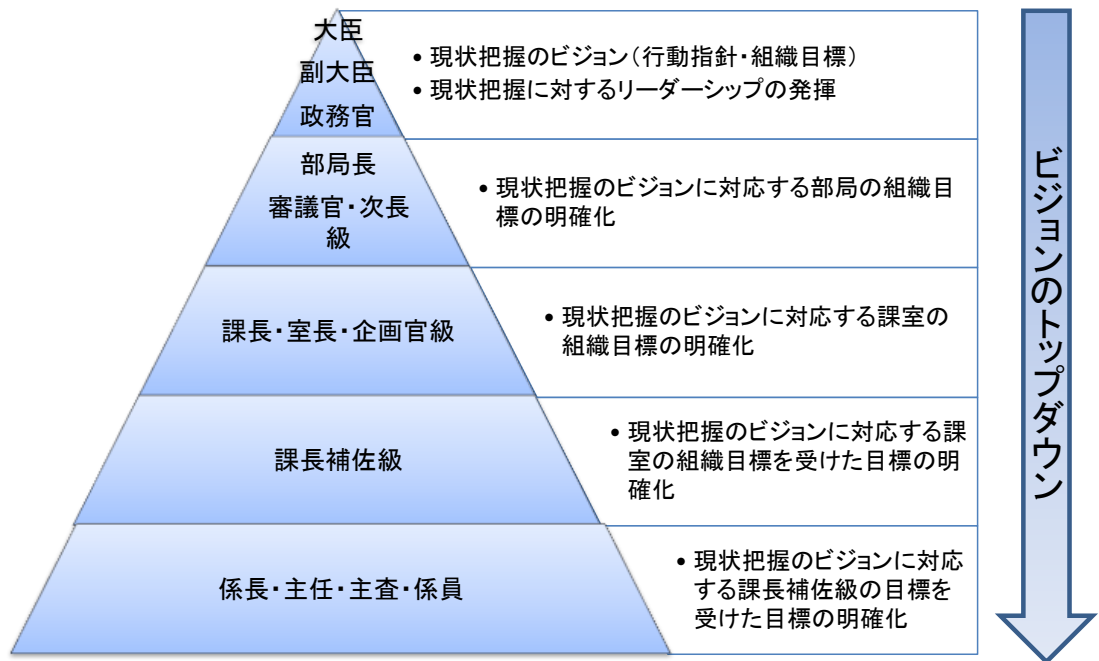 大臣
副大臣
政務官
• 現状把握のビジョン（行動指針・組織目標）
• 現状把握に対するリーダーシップの発揮
部局長
審議官・次長
級
• 現状把握のビジョンに対応する部局の組織目
標の明確化
課長・室長・企画官級
• 現状把握のビジョンに対応する課室の
組織目標の明確化
課長補佐級
• 現状把握のビジョンに対応する課
室の組織目標を受けた目標の明
確化
係長・主任・主査・係員
• 現状把握のビジョンに対応
する課長補佐級の目標を
受けた目標の明確化
ビジョンのトップダウン